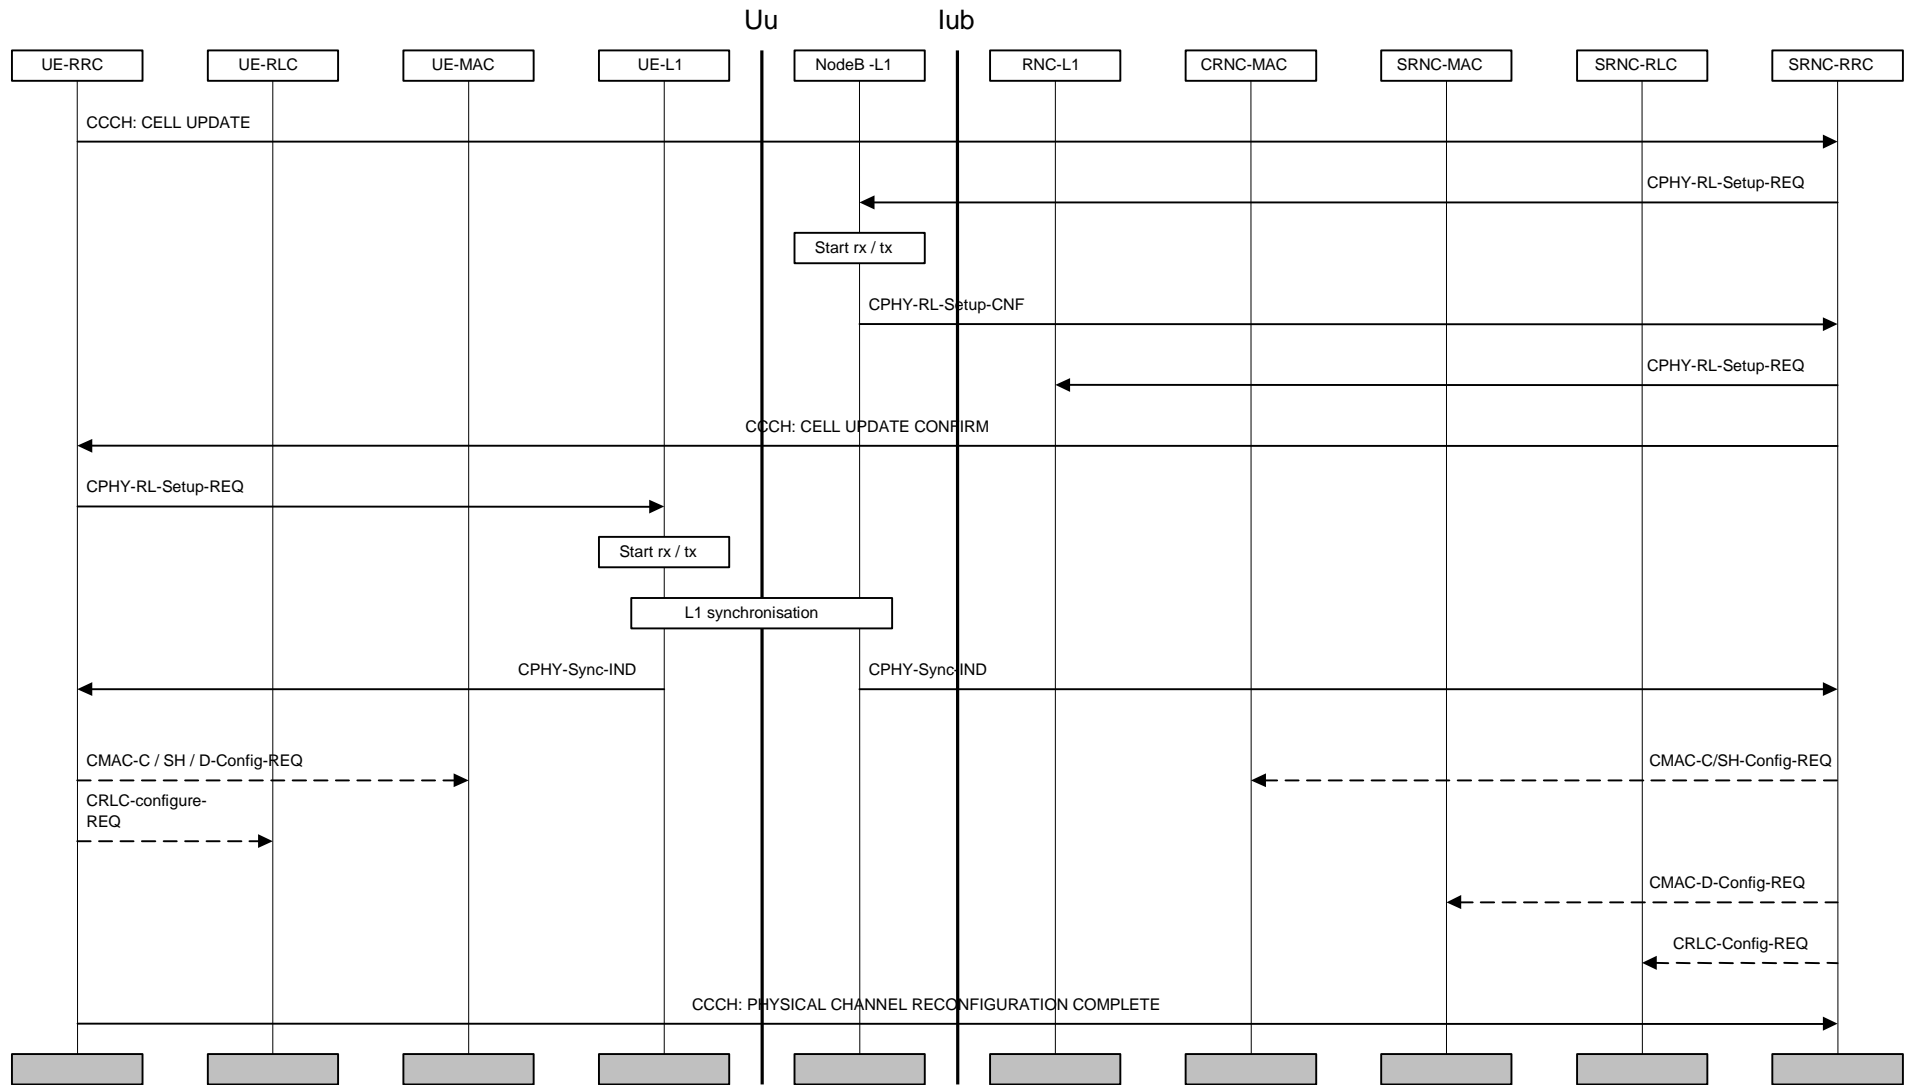 Uu
Iub
UE-RRC
UE-RLC
UE-MAC
UE-L1
NodeB -L1
RNC-L1
CRNC-MAC
SRNC-MAC
SRNC-RLC
SRNC-RRC
CCCH: CELL UPDATE
CPHY-RL-Setup-REQ
Start rx / tx
CPHY-RL-Setup-CNF
CPHY-RL-Setup-REQ
CCCH: CELL UPDATE CONFIRM
CPHY-RL-Setup-REQ
Start rx / tx
L1 synchronisation
CPHY-Sync-IND
CPHY-Sync-IND
CMAC-C / SH / D-Config-REQ
CMAC-C/SH-Config-REQ
CRLC-configure-
REQ
CMAC-D-Config-REQ
CRLC-Config-REQ
CCCH: PHYSICAL CHANNEL RECONFIGURATION COMPLETE